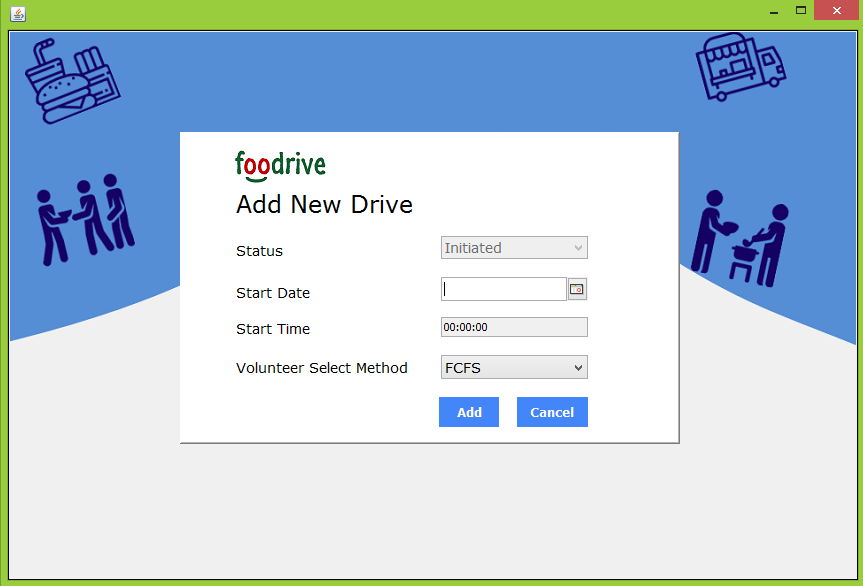 foodrive
Add New Drive
Status Initiated
Start Date
Start Time 00:00:00
Volunteer Select Method FCFS
Add Cancel